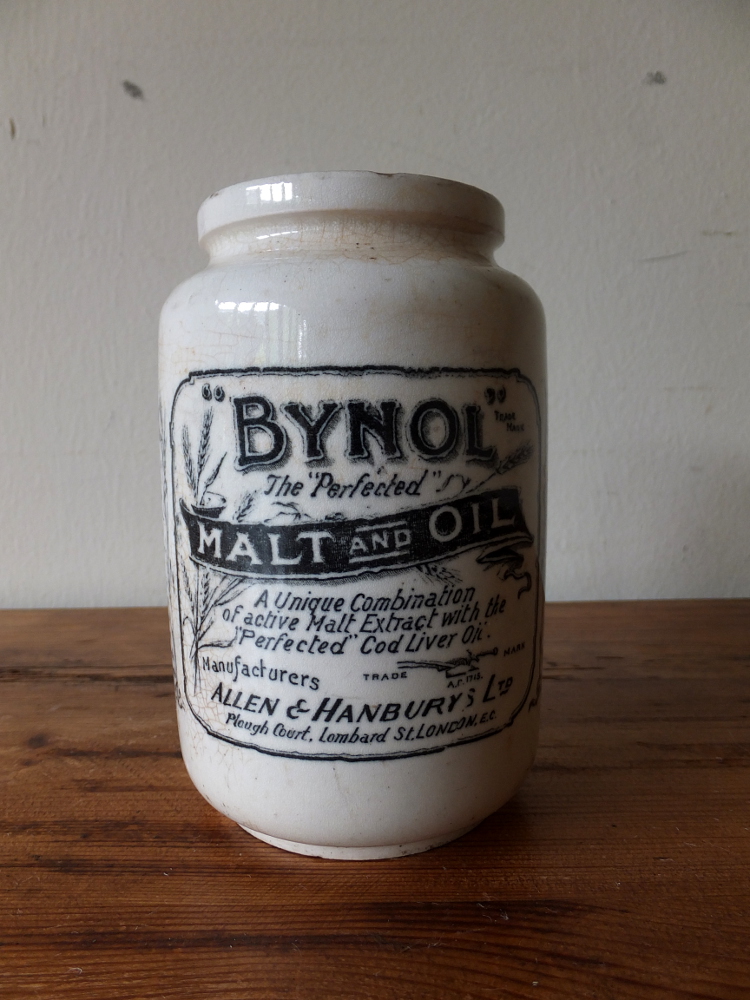 "BYNOL"
TRADE
MARK
The "Perfected"
MALT AND OIL
A Unique Combination
of active Malt Extract with the
"Perfected" Cod Liver Oil.
Manufacturers
TRADE MARK
A.D. 1715.
ALLEN & HANBURYS LTD
Plough Court, Lombard St. LONDON, E.C.